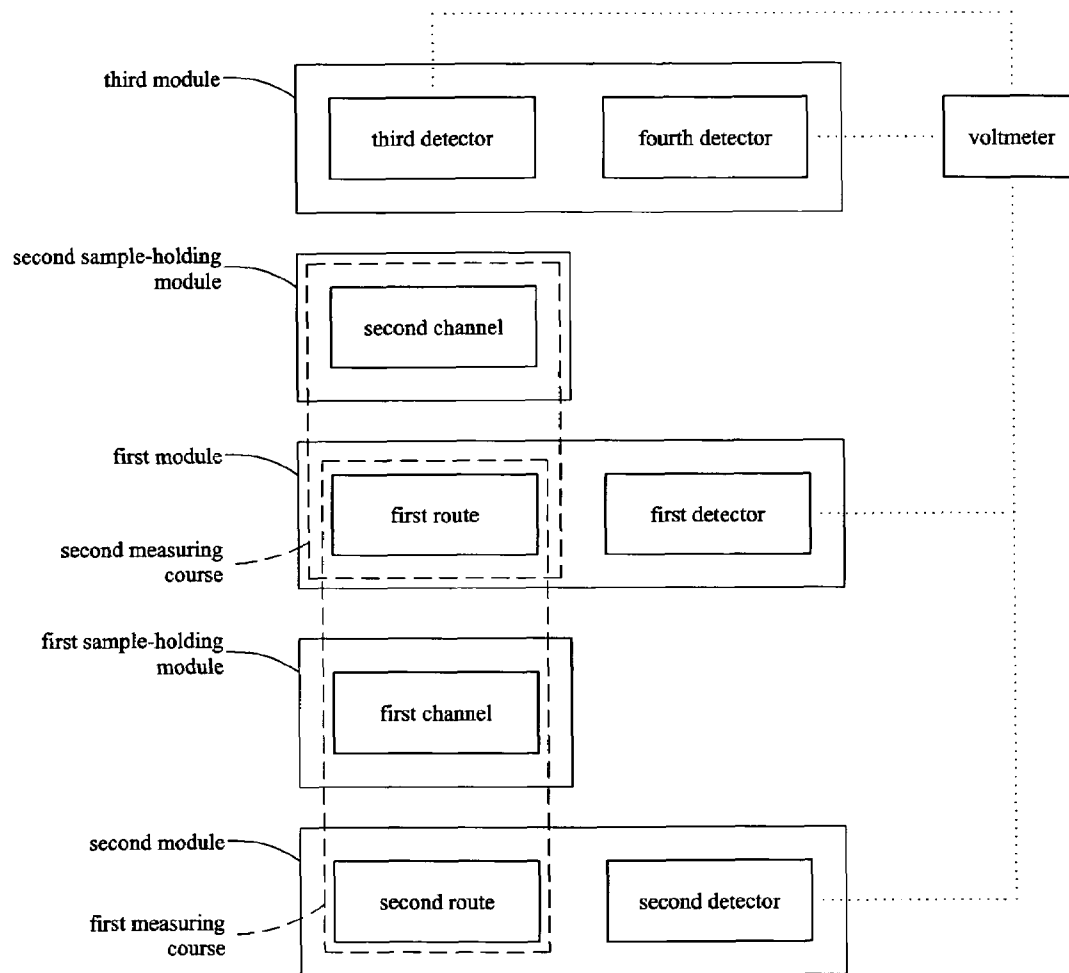 third module
third detector
fourth detector
voltmeter
second sample-holding
module
second channel
first module
first route
first detector
second measuring
course
first sample-holding
module
first channel
second module
second route
second detector
first measuring
course